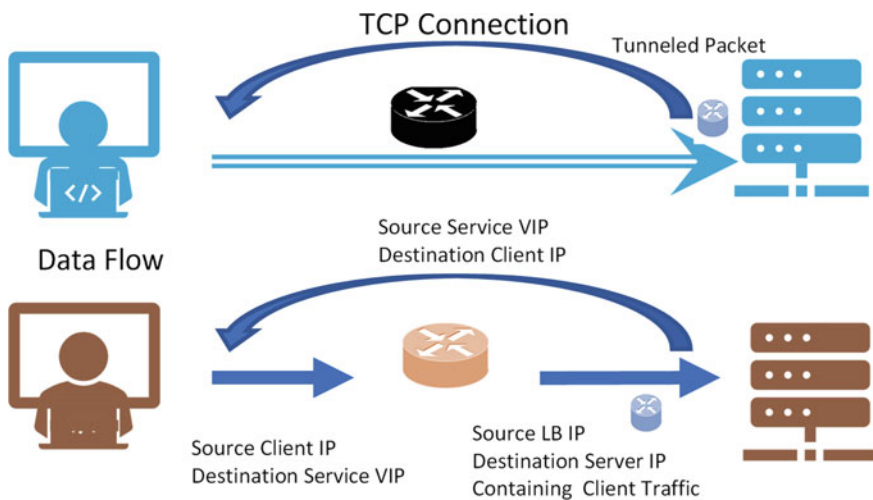 TCP Connection
Tunneled Packet
</>
Source Service VIP
Destination Client IP
Data Flow
Source Client IP
Destination Service VIP
Source LB IP
Destination Server IP
Containing Client Traffic